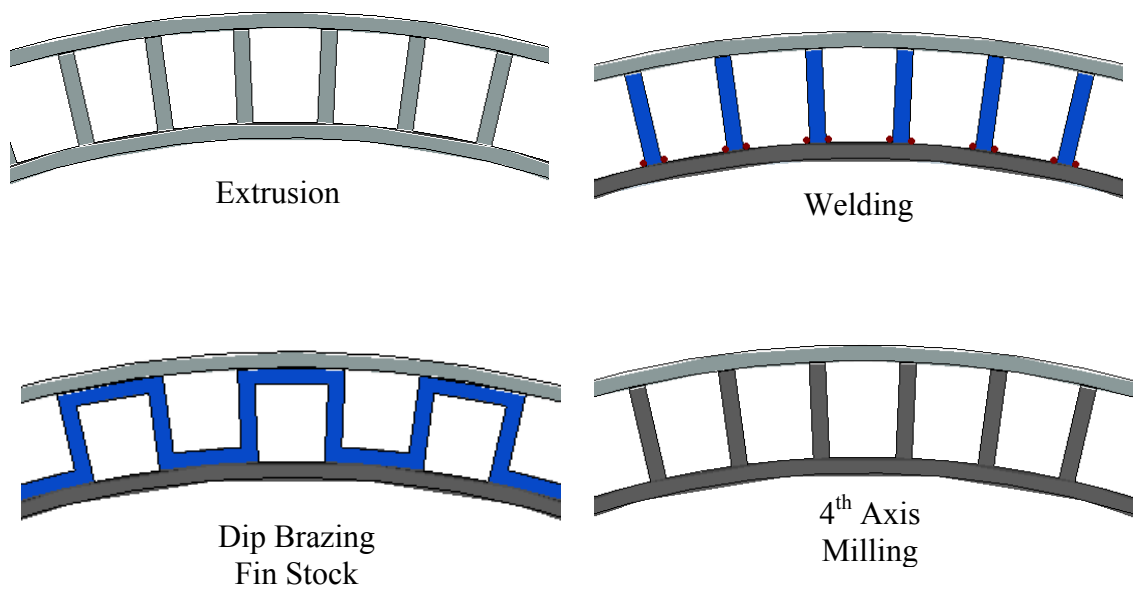 Extrusion
Welding
Dip Brazing
Fin Stock
4th Axis
Milling